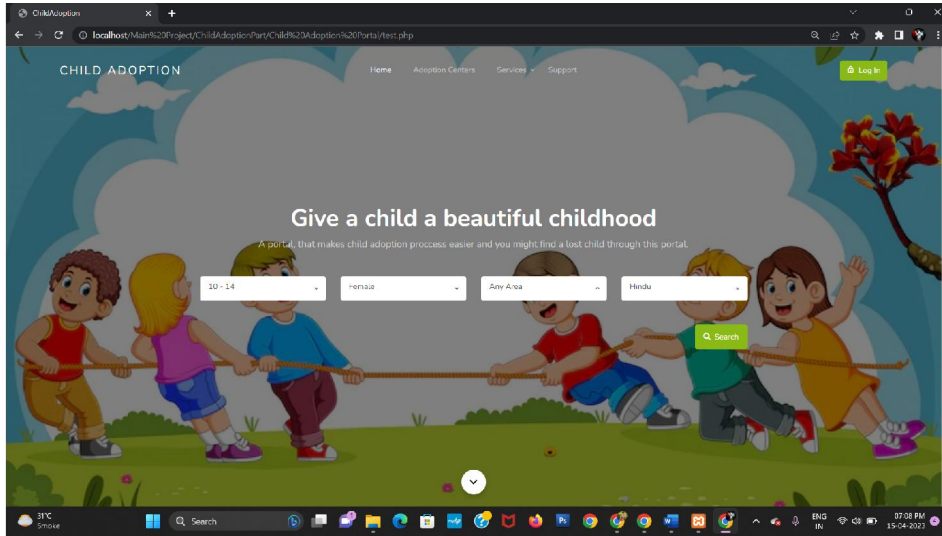 ChildAdoption
localhost/Main%20Project/ChildAdoptionPart/Child%20Adoption%20Portal/test.php
CHILD ADOPTION
Home Adoption Centers Services Support
Log In
Give a child a beautiful childhood
A portal, that makes child adoption proccess easier and you might find a lost child through this portal.
10 - 14 Female Any Area Hindu
Search
31°C
Smoke
Search
ENG
IN
07:08 PM
15-04-2023